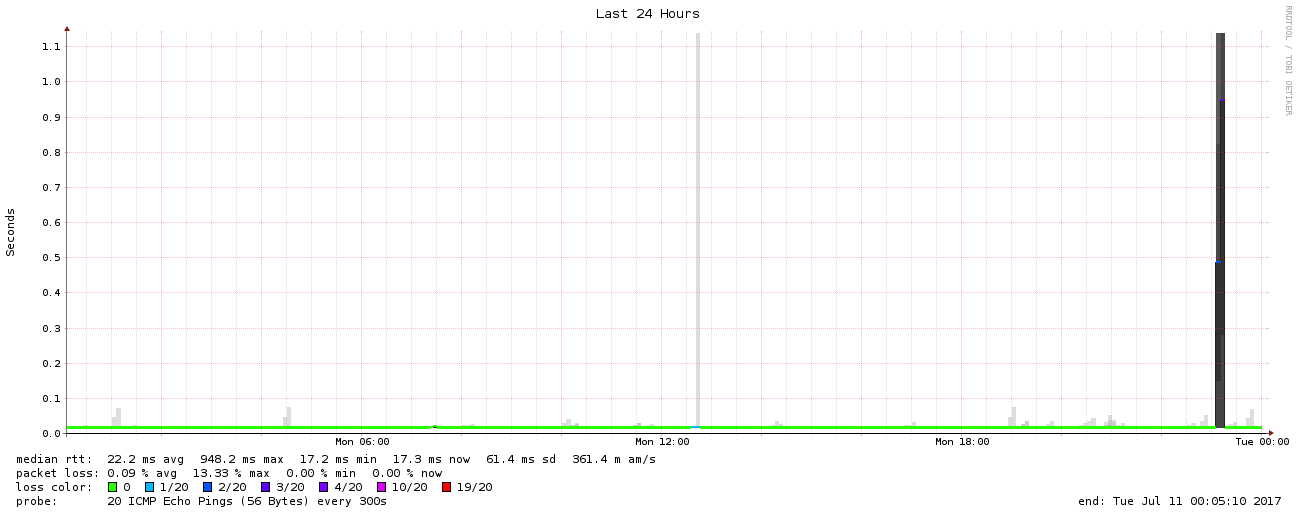 Last 24 Hours
RRDTOOL / TOBI OETIKER
Seconds
1.1
1.0
0.9
0.8
0.7
0.6
0.5
0.4
0.3
0.2
0.1
0.0
Mon 06:00 Mon 12:00 Mon 18:00 Tue 00:00
median rtt: 22.2 ms avg 948.2 ms max 17.2 ms min 17.3 ms now 61.4 ms sd 361.4 m am/s
packet loss: 0.09 % avg 13.33 % max 0.00 % min 0.00 % now
loss color: 0 1/20 2/20 3/20 4/20 10/20 19/20
probe: 20 ICMP Echo Pings (56 Bytes) every 300s end: Tue Jul 11 00:05:10 2017